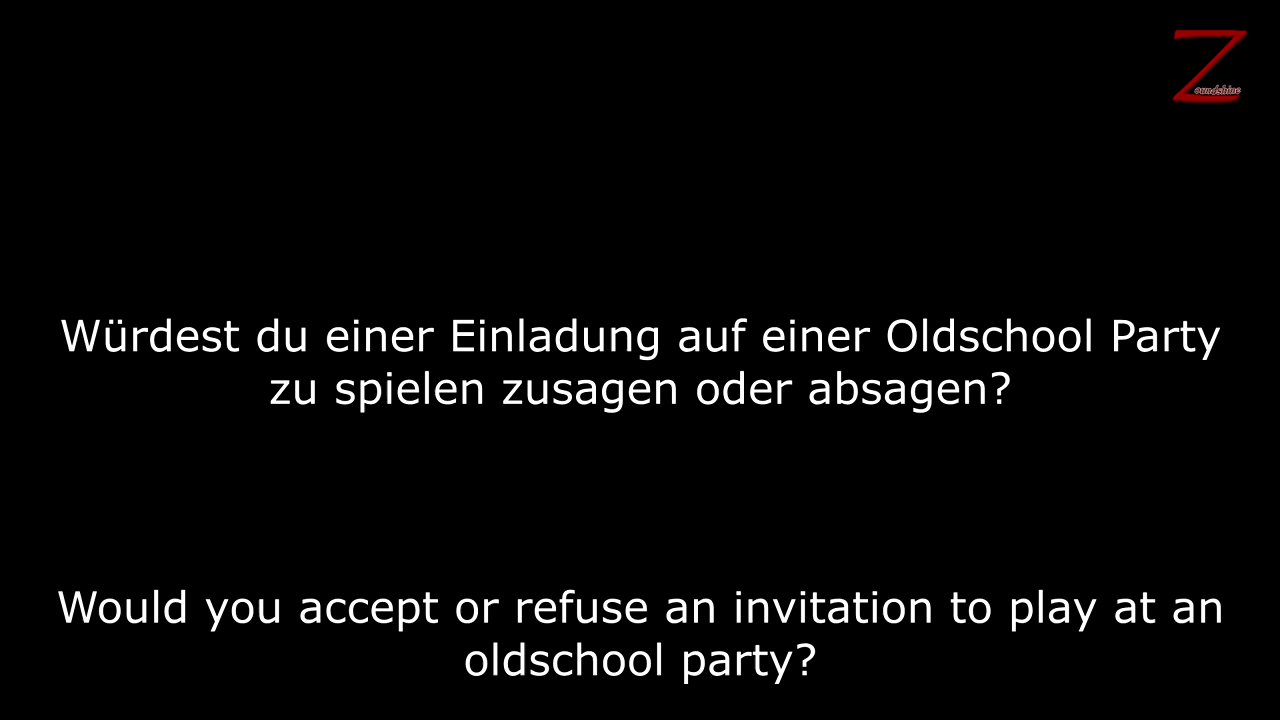 Zoundshine
Würdest du einer Einladung auf einer Oldschool Party
zu spielen zusagen oder absagen?
Would you accept or refuse an invitation to play at an
oldschool party?